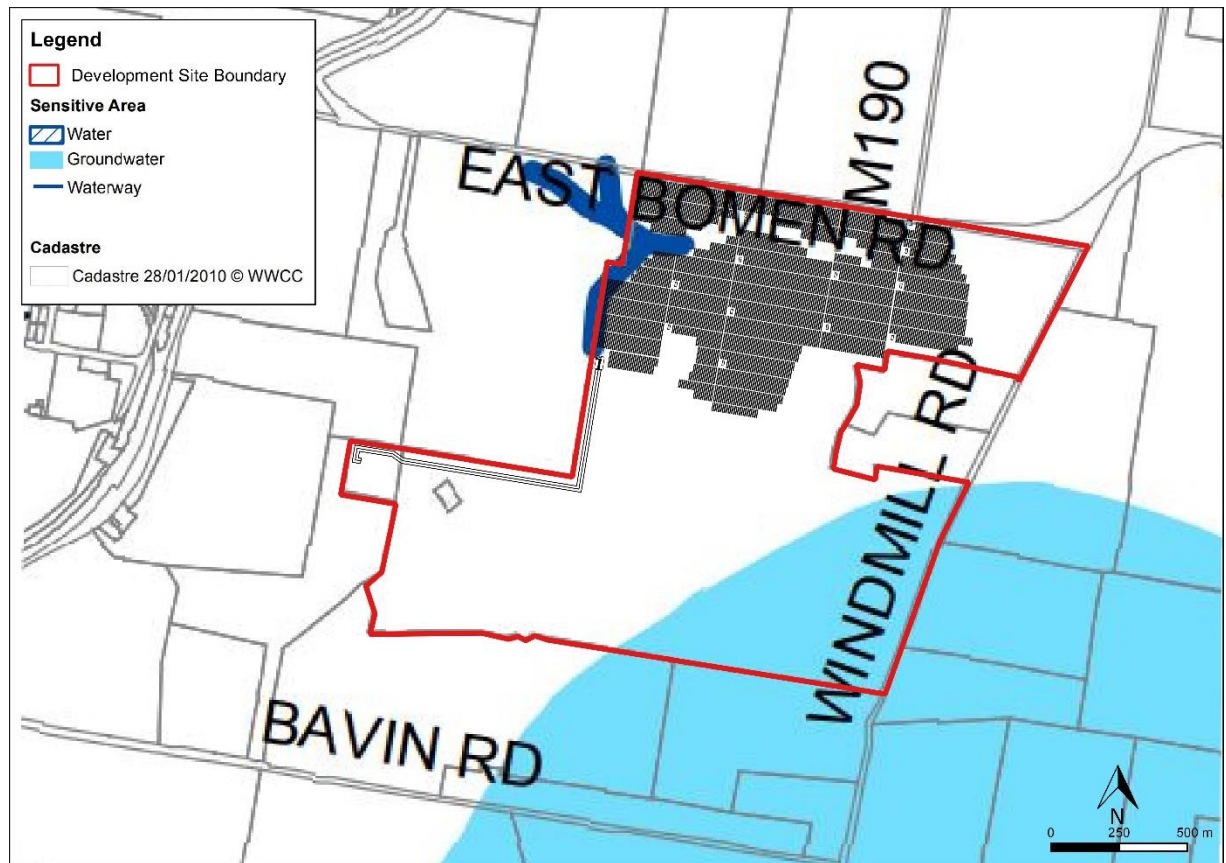 Legend
Development Site Boundary
Sensitive Area
Water
Groundwater
Waterway
Cadastre
Cadastre 28/01/2010 © WWCC
EAST BOMEN RD
M190
WINDMILL RD
BAVIN RD
N
0 250 500 m